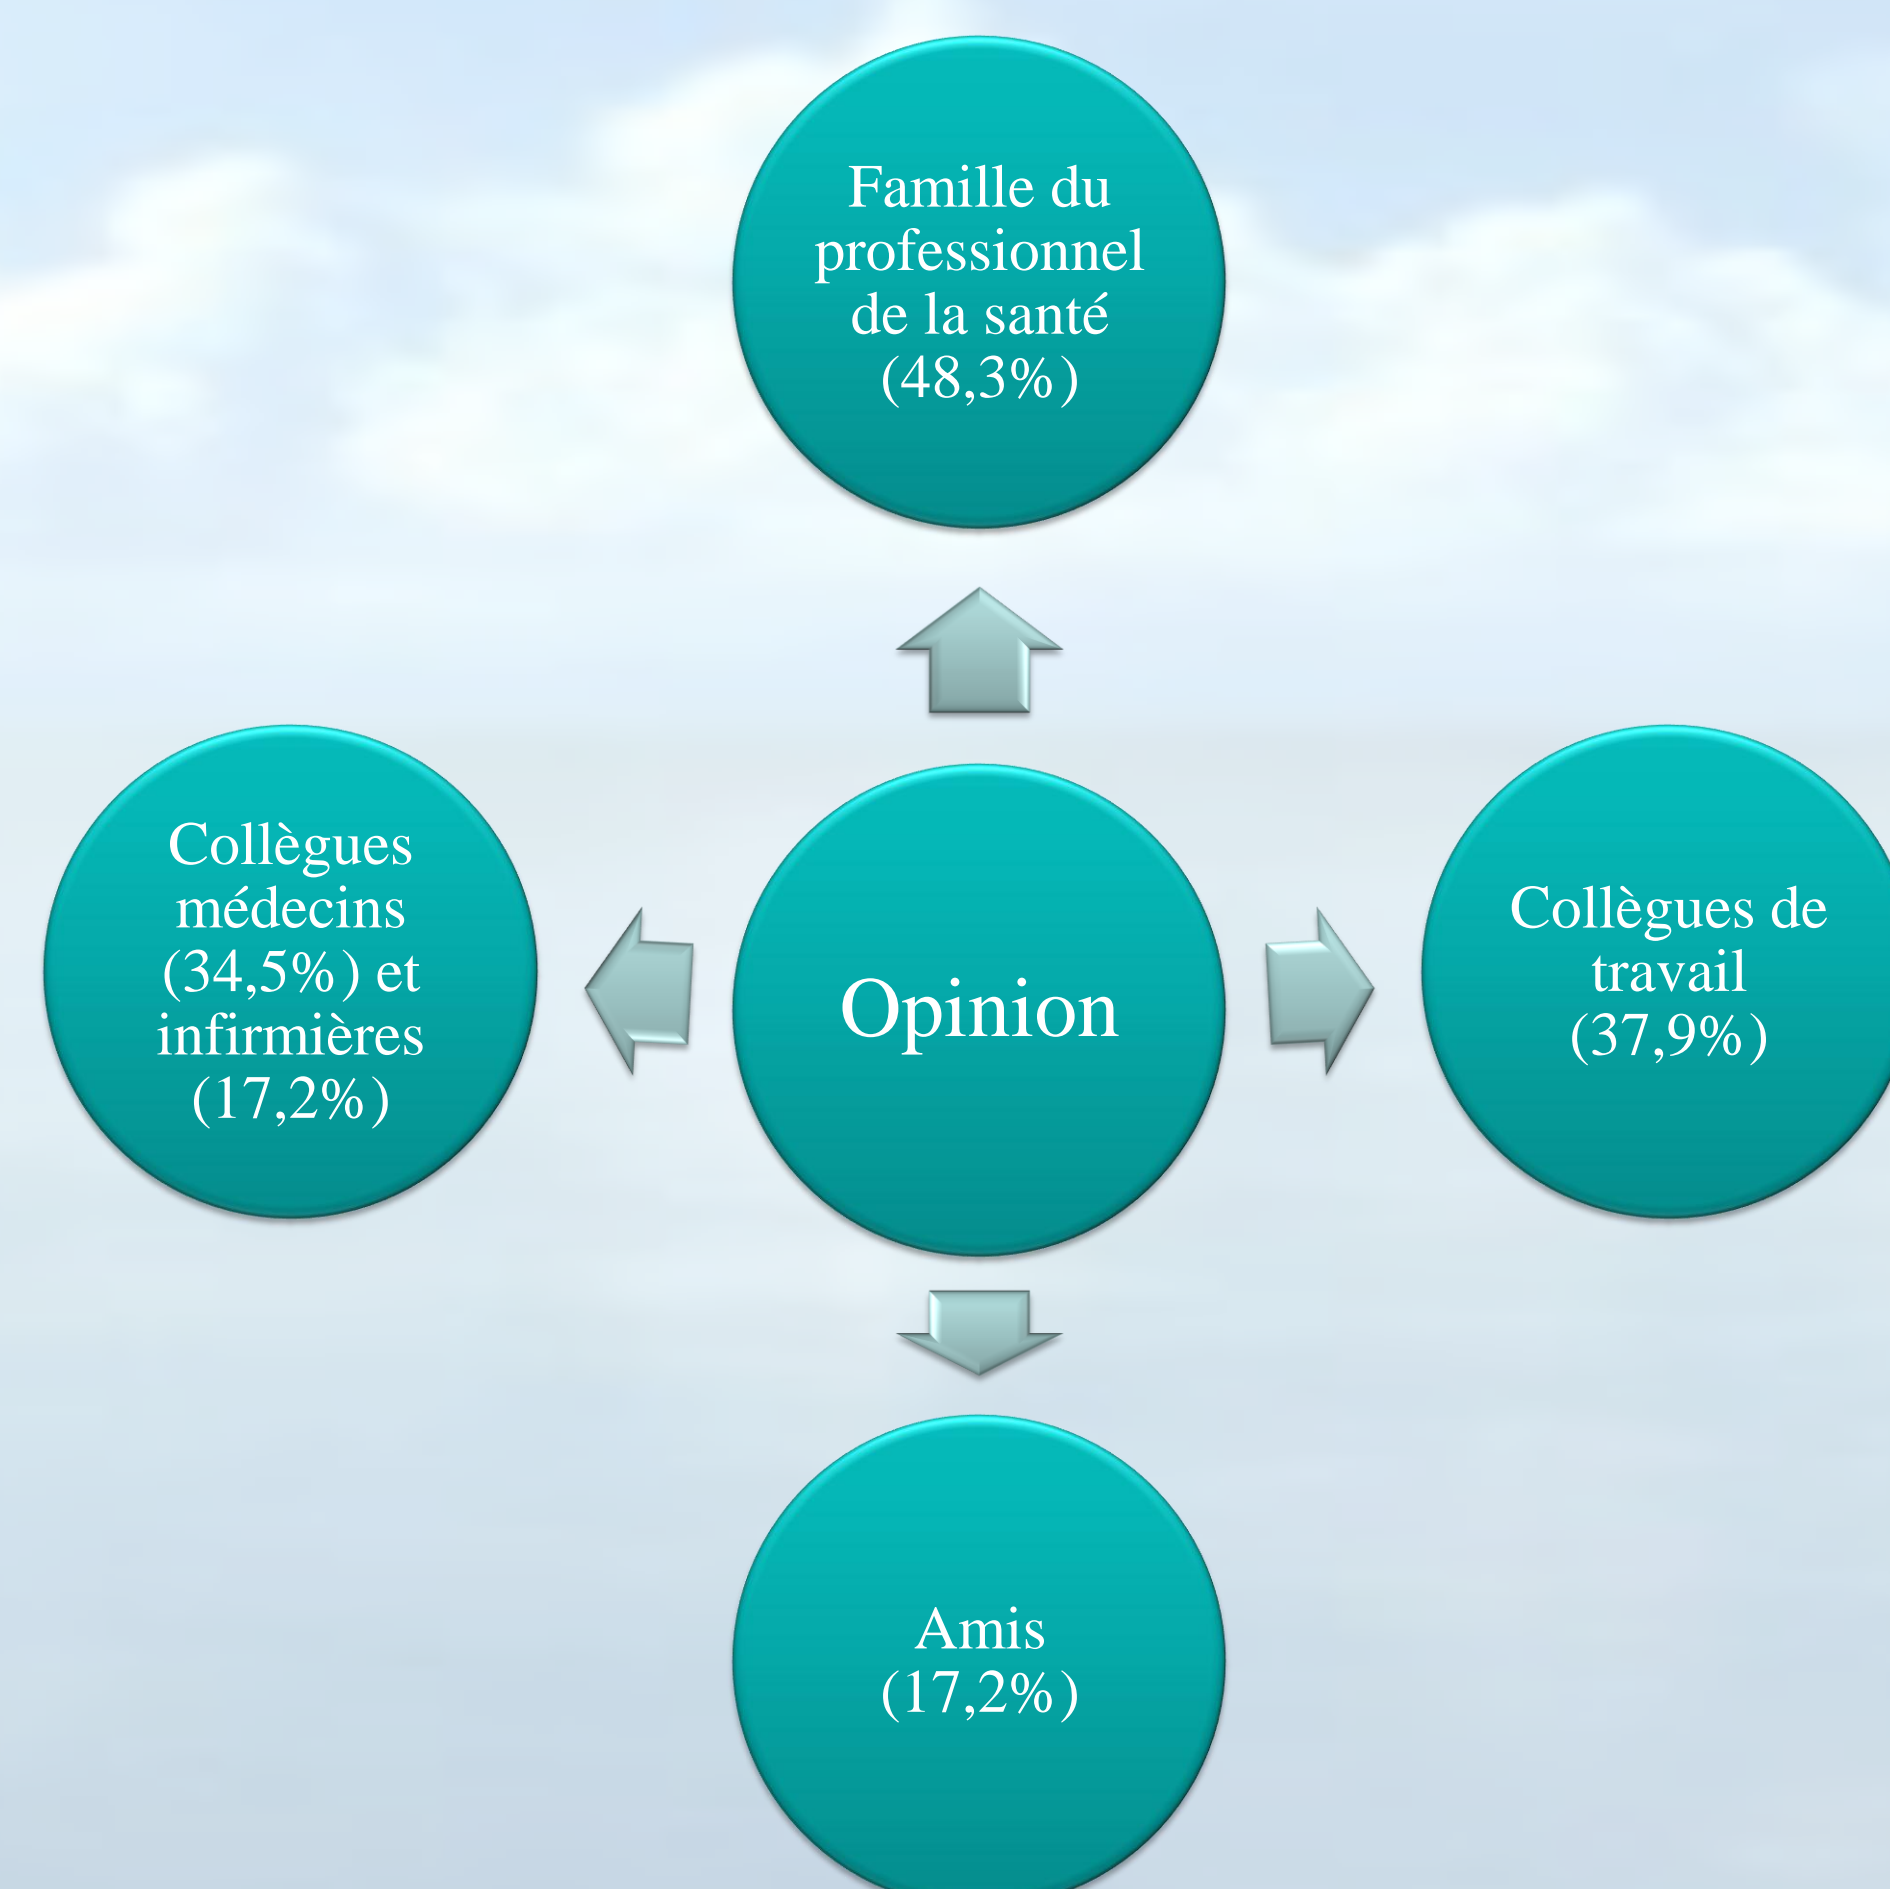 Famille du
professionnel
de la santé
(48,3%)
Collègues
médecins
(34,5%) et
infirmières
(17,2%)
Opinion
Collègues de
travail
(37,9%)
Amis
(17,2%)